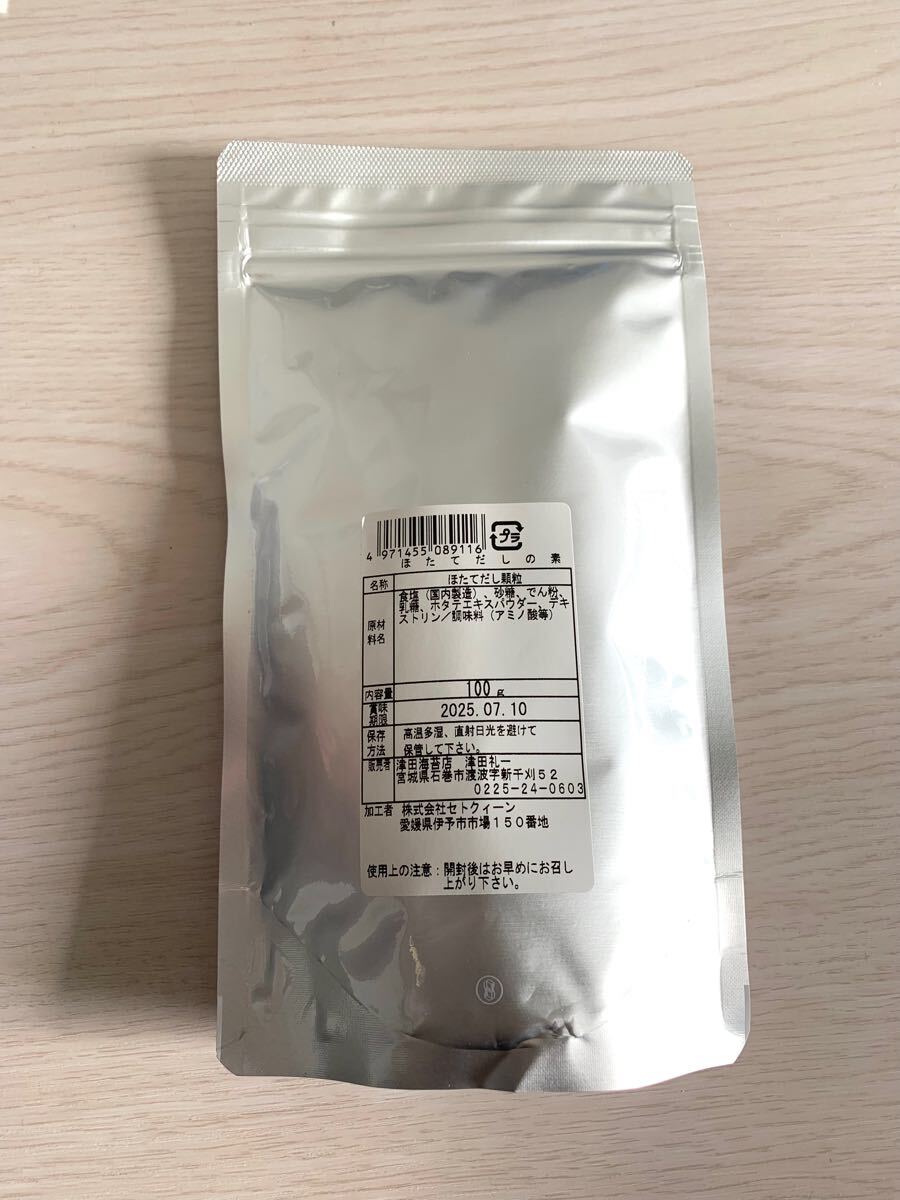 4 971455 089116
プラ
ほたてだしの素
名称 ほたてだし顆粒
原材料名 食塩（国内製造）、砂糖、でん粉、
乳糖、ホタテエキスパウダー、デキ
ストリン／調味料（アミノ酸等）
内容量 100g
賞味期限 2025.07.10
保存方法 高温多湿、直射日光を避けて
保管して下さい。
販売者 津田海苔店 津田礼一
宮城県石巻市渡波字新千刈５２
0225-24-0603
加工者 株式会社セトクィーン
愛媛県伊予市市場１５０番地
使用上の注意：開封後はお早めにお召し
上がり下さい。